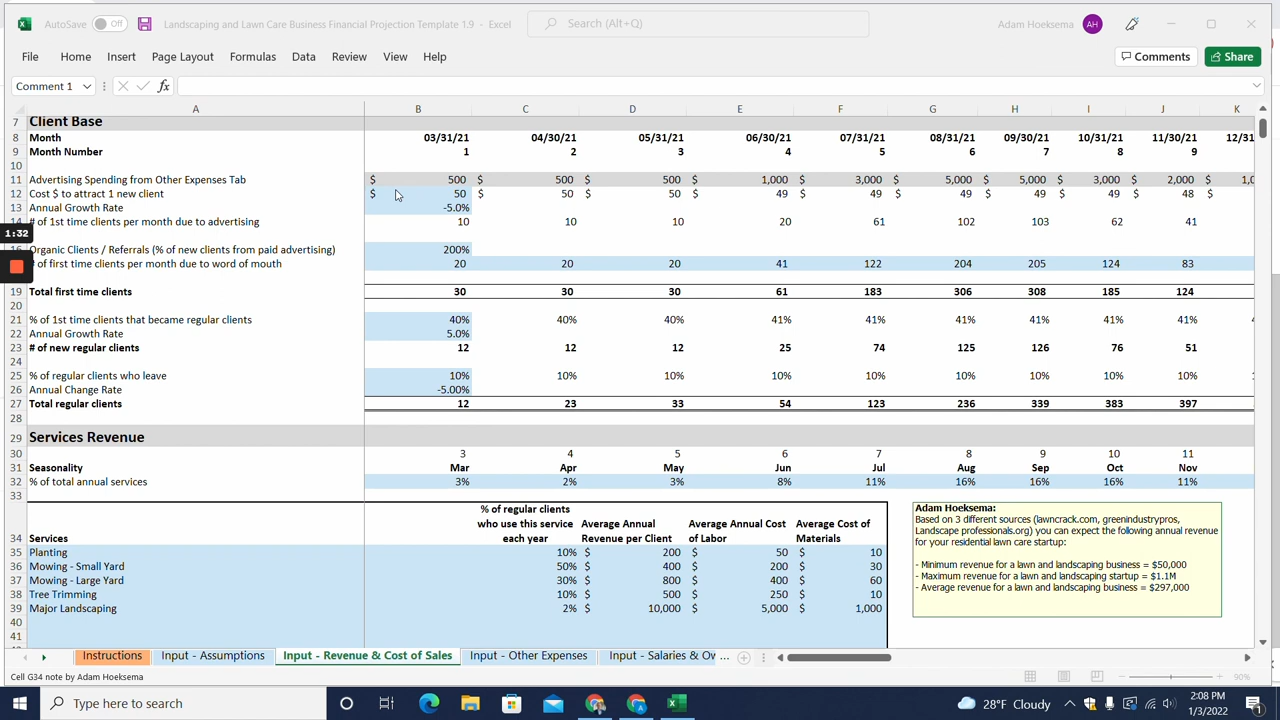 AutoSave Off Landscaping and Lawn Care Business Financial Projection Template 1.9 - Excel Search (Alt+Q) Adam Hoeksema AH
File Home Insert Page Layout Formulas Data Review View Help Comments Share
Comment 1 fx
A B C D E F G H I J K
7 Client Base
8 Month 03/31/21 04/30/21 05/31/21 06/30/21 07/31/21 08/31/21 09/30/21 10/31/21 11/30/21 12/31
9 Month Number 1 2 3 4 5 6 7 8 9
10
11 Advertising Spending from Other Expenses Tab $ 500 $ 500 $ 500 $ 1,000 $ 3,000 $ 5,000 $ 5,000 $ 3,000 $ 2,000 $ 1,0
12 Cost $ to attract 1 new client $ 50 $ 50 $ 50 $ 49 $ 49 $ 49 $ 49 $ 49 $ 48 $
13 Annual Growth Rate -5.0%
14 # of 1st time clients per month due to advertising 10 10 10 20 61 102 103 62 41
1:32
16 Organic Clients / Referrals (% of new clients from paid advertising) 200%
of first time clients per month due to word of mouth 20 20 20 41 122 204 205 124 83
19 Total first time clients 30 30 30 61 183 306 308 185 124
20
21 % of 1st time clients that became regular clients 40% 40% 40% 41% 41% 41% 41% 41% 41%
22 Annual Growth Rate 5.0%
23 # of new regular clients 12 12 12 25 74 125 126 76 51
24
25 % of regular clients who leave 10% 10% 10% 10% 10% 10% 10% 10% 10%
26 Annual Change Rate -5.00%
27 Total regular clients 12 23 33 54 123 236 339 383 397
28
29 Services Revenue
30 3 4 5 6 7 8 9 10 11
31 Seasonality Mar Apr May Jun Jul Aug Sep Oct Nov
32 % of total annual services 3% 2% 3% 8% 11% 16% 16% 16% 11%
33
% of regular clients
who use this service Average Annual Average Annual Cost Average Cost of
34 Services each year Revenue per Client of Labor Materials
35 Planting 10% $ 200 $ 50 $ 10
36 Mowing - Small Yard 50% $ 400 $ 200 $ 30
37 Mowing - Large Yard 30% $ 800 $ 400 $ 60
38 Tree Trimming 10% $ 500 $ 250 $ 10
39 Major Landscaping 2% $ 10,000 $ 5,000 $ 1,000
40
41
Adam Hoeksema:
Based on 3 different sources (lawncrack.com, greenindustrypros,
Landscape professionals.org) you can expect the following annual revenue
for your residential lawn care startup:
- Minimum revenue for a lawn and landscaping business = $50,000
- Maximum revenue for a lawn and landscaping startup = $1.1M
- Average revenue for a lawn and landscaping business = $297,000
Instructions Input - Assumptions Input - Revenue & Cost of Sales Input - Other Expenses Input - Salaries & Ov ...
Cell G34 note by Adam Hoeksema 90%
Type here to search 28°F Cloudy 2:08 PM
1/3/2022 1